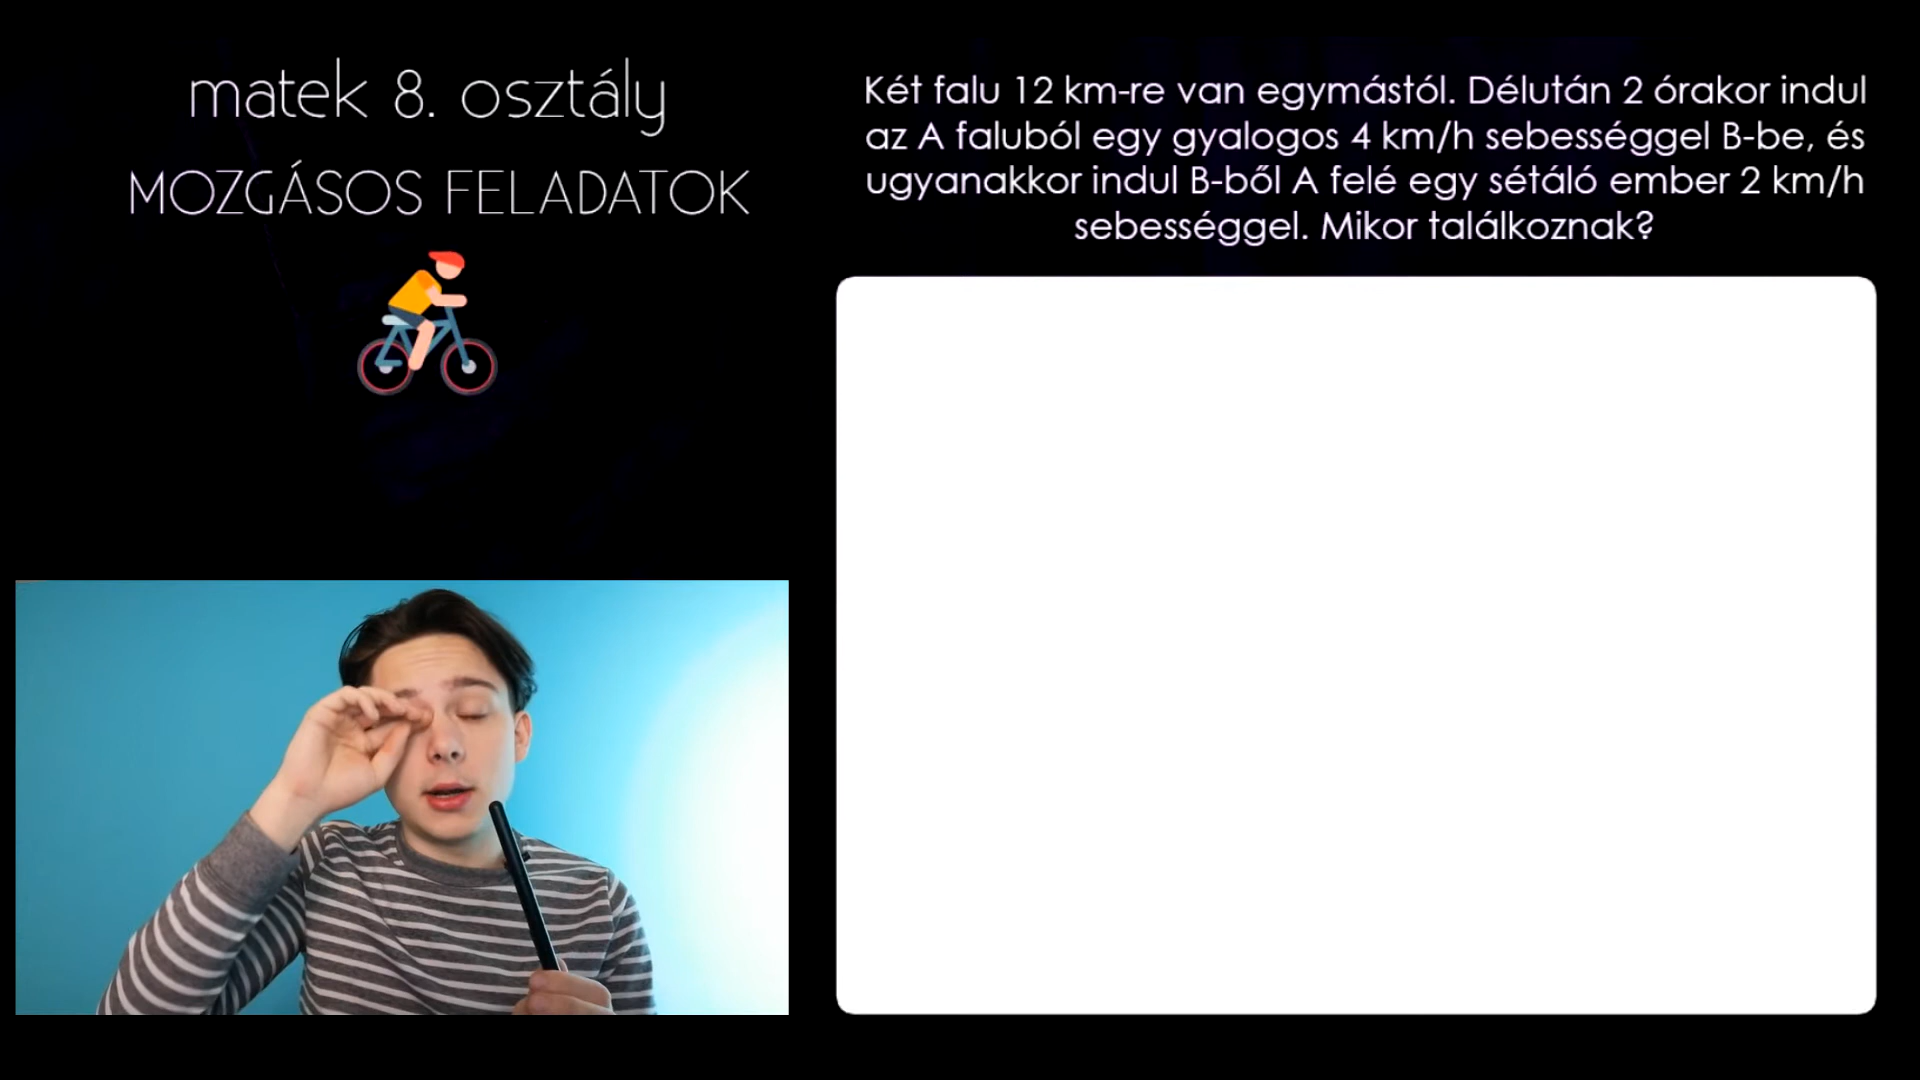 matek 8. osztály
MOZGÁSOS FELADATOK
Két falu 12 km-re van egymástól. Délután 2 órakor indul
az A faluból egy gyalogos 4 km/h sebességgel B-be, és
ugyanakkor indul B-ből A felé egy sétáló ember 2 km/h
sebességgel. Mikor találkoznak?